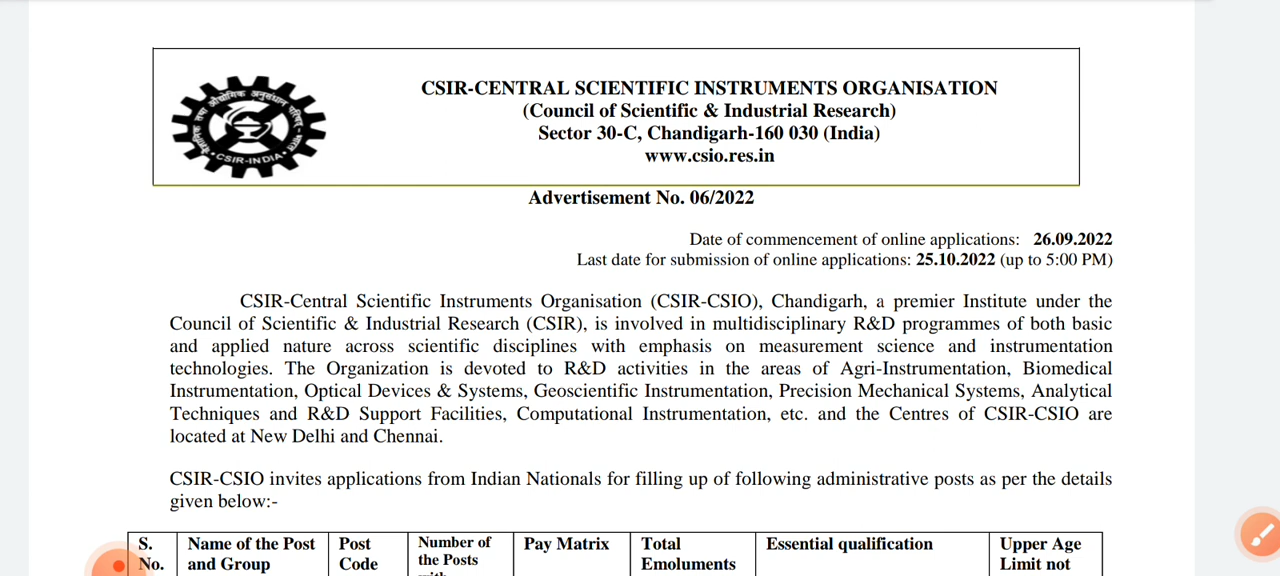 वैज्ञानिक तथा औद्योगिक अनुसंधान परिषद - भारत
CSIR-INDIA
CSIR-CENTRAL SCIENTIFIC INSTRUMENTS ORGANISATION
(Council of Scientific & Industrial Research)
Sector 30-C, Chandigarh-160 030 (India)
www.csio.res.in
Advertisement No. 06/2022
Date of commencement of online applications: 26.09.2022
Last date for submission of online applications: 25.10.2022 (up to 5:00 PM)
CSIR-Central Scientific Instruments Organisation (CSIR-CSIO), Chandigarh, a premier Institute under the
Council of Scientific & Industrial Research (CSIR), is involved in multidisciplinary R&D programmes of both basic
and applied nature across scientific disciplines with emphasis on measurement science and instrumentation
technologies. The Organization is devoted to R&D activities in the areas of Agri-Instrumentation, Biomedical
Instrumentation, Optical Devices & Systems, Geoscientific Instrumentation, Precision Mechanical Systems, Analytical
Techniques and R&D Support Facilities, Computational Instrumentation, etc. and the Centres of CSIR-CSIO are
located at New Delhi and Chennai.
CSIR-CSIO invites applications from Indian Nationals for filling up of following administrative posts as per the details
given below:-
S. No.
Name of the Post and Group
Post Code
Number of the Posts
Pay Matrix
Total Emoluments
Essential qualification
Upper Age Limit not